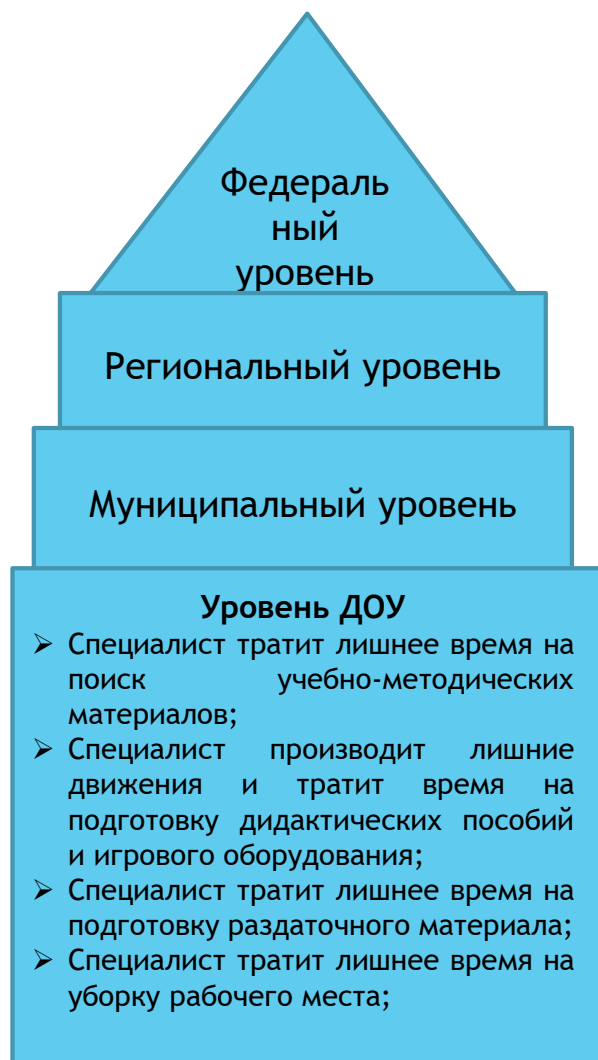 Федераль
ный
уровень
Региональный уровень
Муниципальный уровень
Уровень ДОУ
➢ Специалист тратит лишнее время на
поиск учебно-методических
материалов;
➢ Специалист производит лишние
движения и тратит время на
подготовку дидактических пособий
и игрового оборудования;
➢ Специалист тратит лишнее время на
подготовку раздаточного материала;
➢ Специалист тратит лишнее время на
уборку рабочего места;